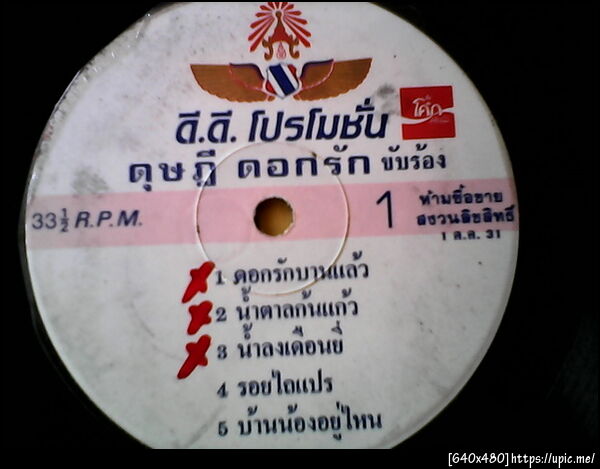 ดี.ดี. โปรโมชั่น
โค้ก
ดุษฎี ดอกรัก ขับร้อง
33 1/2 R.P.M.
1
ห้ามซื้อขาย
สงวนลิขสิทธิ์
1 ต.ค. 31
1 ดอกรักบานแล้ว
2 น้ำตาลก้นแก้ว
3 น้ำลงเดือนยี่
4 รอยไถแปร
5 บ้านน้องอยู่ไหน
[640x480]https://upic.me/